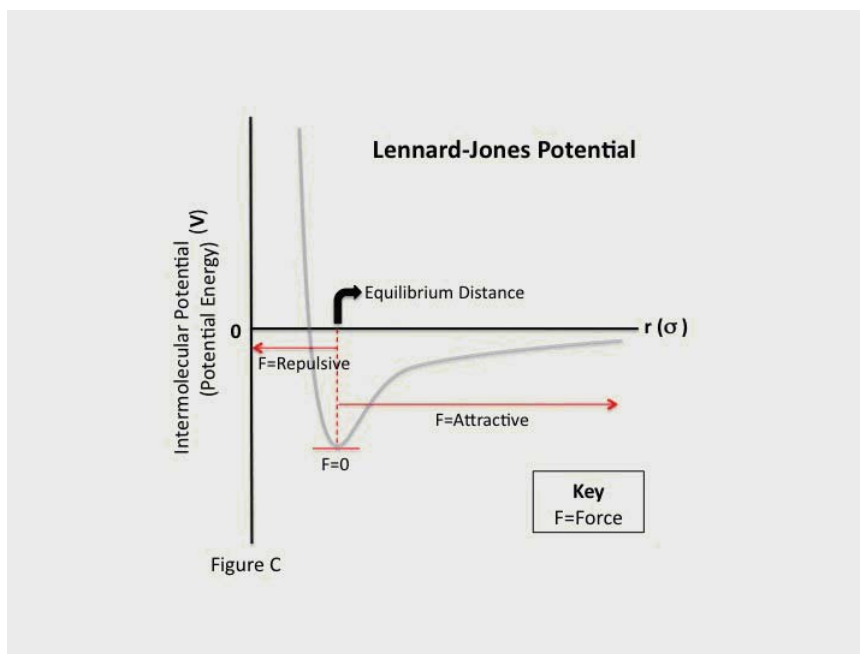 Lennard-Jones Potential
Intermolecular Potential (V)
(Potential Energy)
Equilibrium Distance
0
r (σ)
F=Repulsive
F=Attractive
F=0
Key
F=Force
Figure C